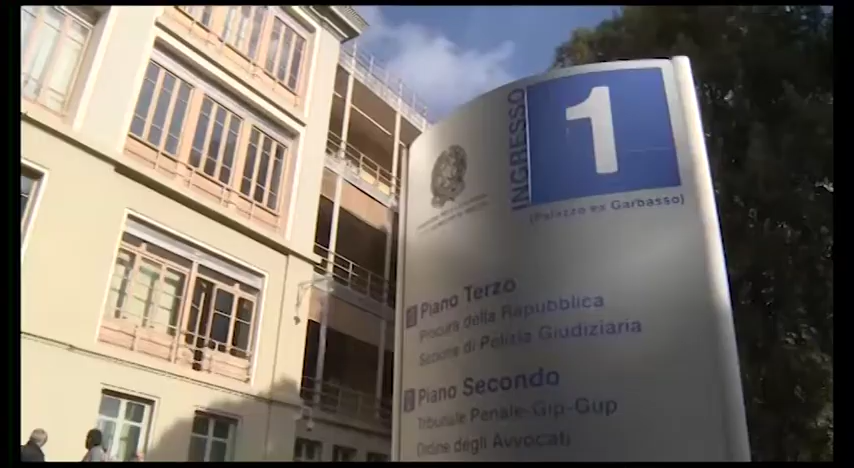 INGRESSO
1
(Palazzo ex Garbasso)
Piano Terzo
Procura della Repubblica
Sezione di Polizia Giudiziaria
Piano Secondo
Tribunale Penale-Gip-Gup
Ordine degli Avvocati